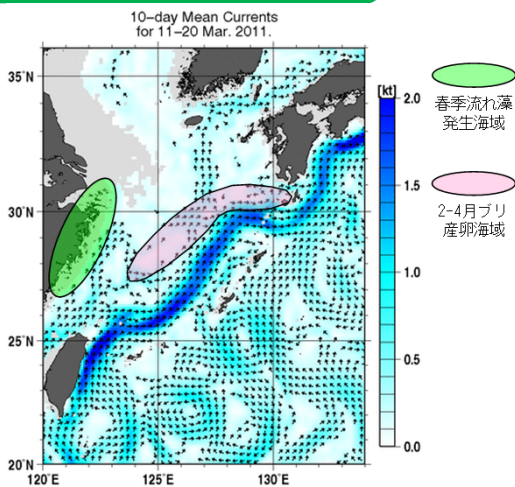 10-day Mean Currents
for 11-20 Mar. 2011.
35°N
30°N
25°N
20°N
120°E
125°E
130°E
[kt]
2.0
1.5
1.0
0.5
0.0
春季流れ藻
発生海域
2-4月ブリ
産卵海域